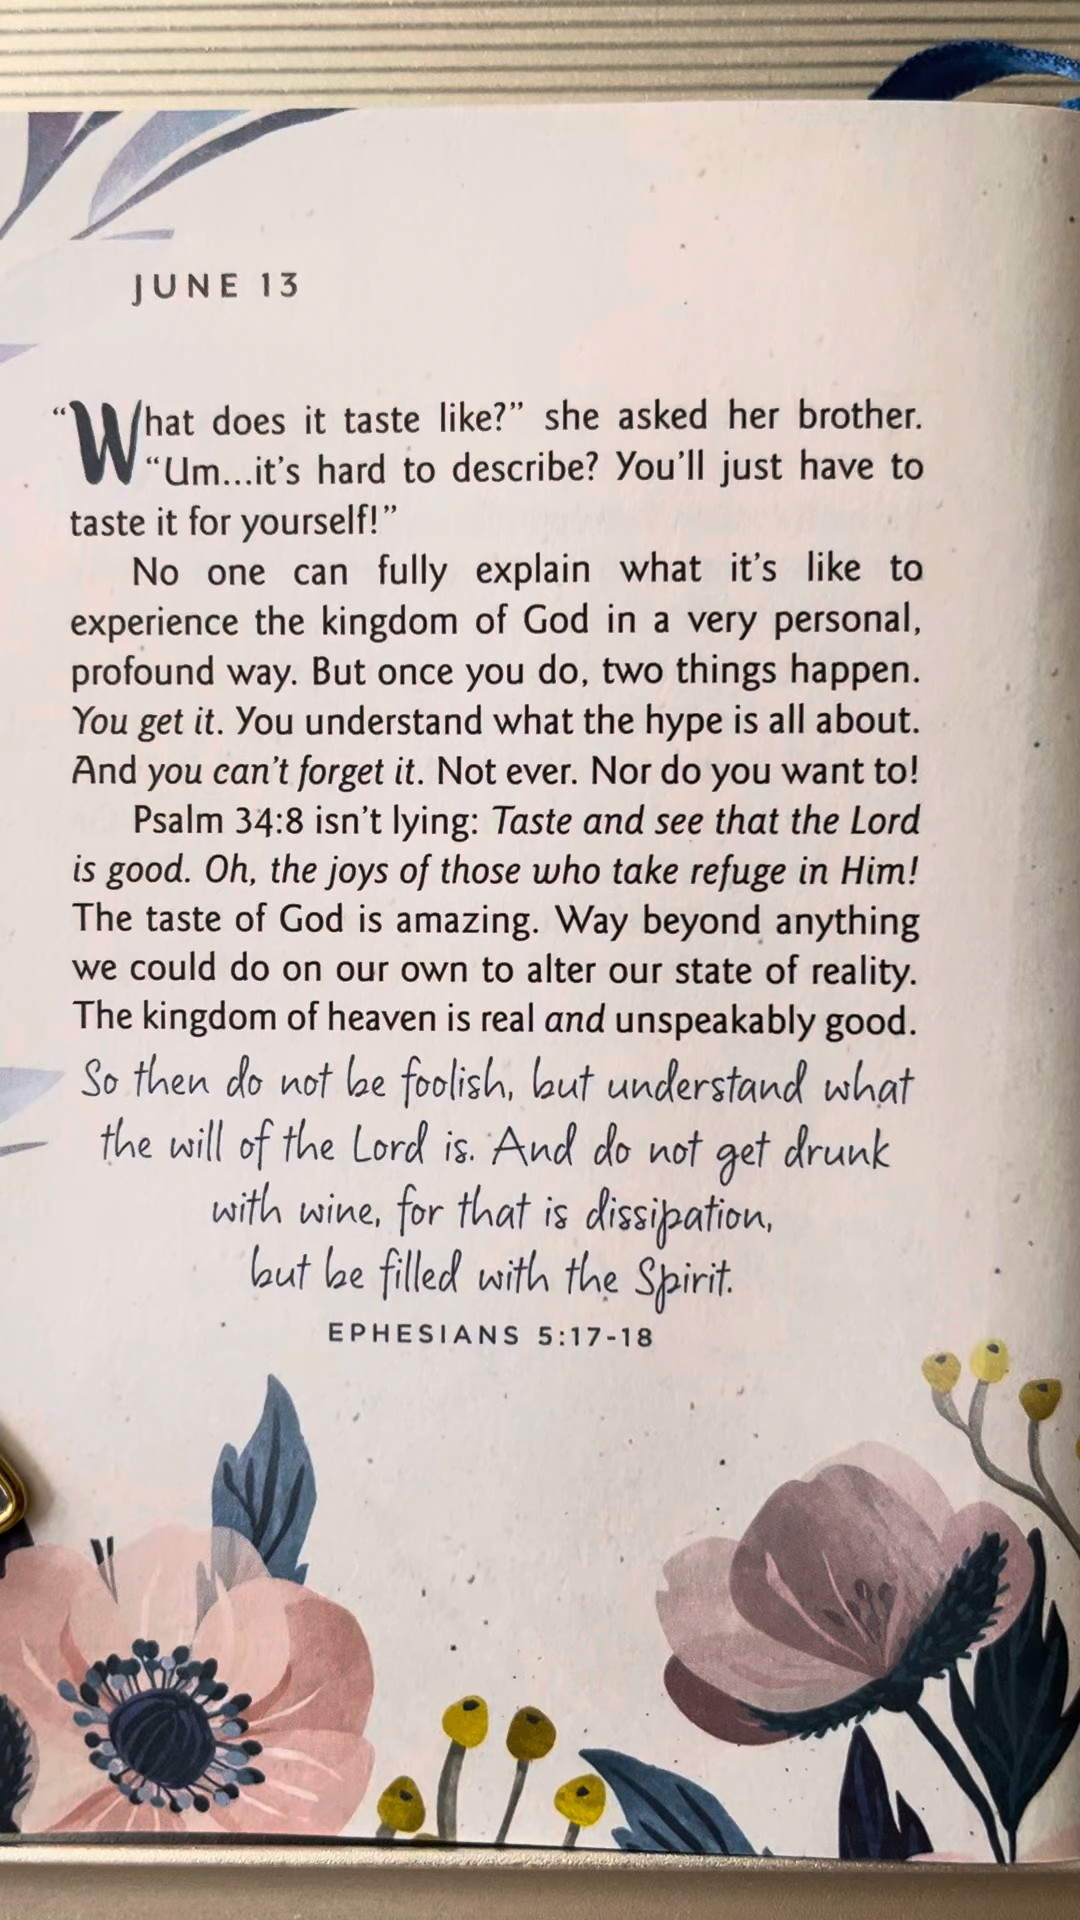 JUNE 13
“What does it taste like?” she asked her brother.
“Um...it’s hard to describe? You’ll just have to
taste it for yourself!”
No one can fully explain what it’s like to
experience the kingdom of God in a very personal,
profound way. But once you do, two things happen.
You get it. You understand what the hype is all about.
And you can’t forget it. Not ever. Nor do you want to!
Psalm 34:8 isn’t lying: Taste and see that the Lord
is good. Oh, the joys of those who take refuge in Him!
The taste of God is amazing. Way beyond anything
we could do on our own to alter our state of reality.
The kingdom of heaven is real and unspeakably good.
So then do not be foolish, but understand what
the will of the Lord is. And do not get drunk
with wine, for that is dissipation,
but be filled with the Spirit.
EPHESIANS 5:17-18